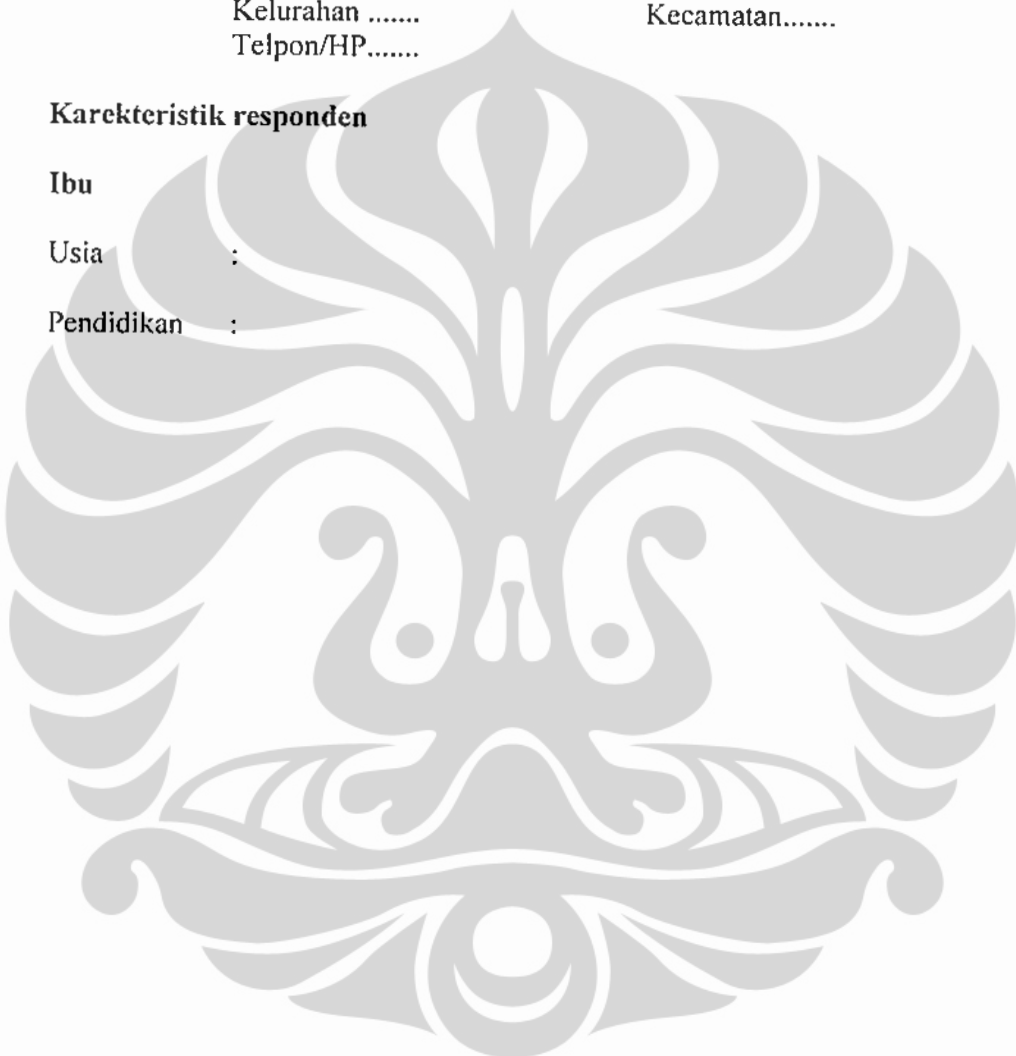 Kelurahan ....... Kecamatan.......
Telpon/HP.......
Karekteristik responden
Ibu
Usia :
Pendidikan :